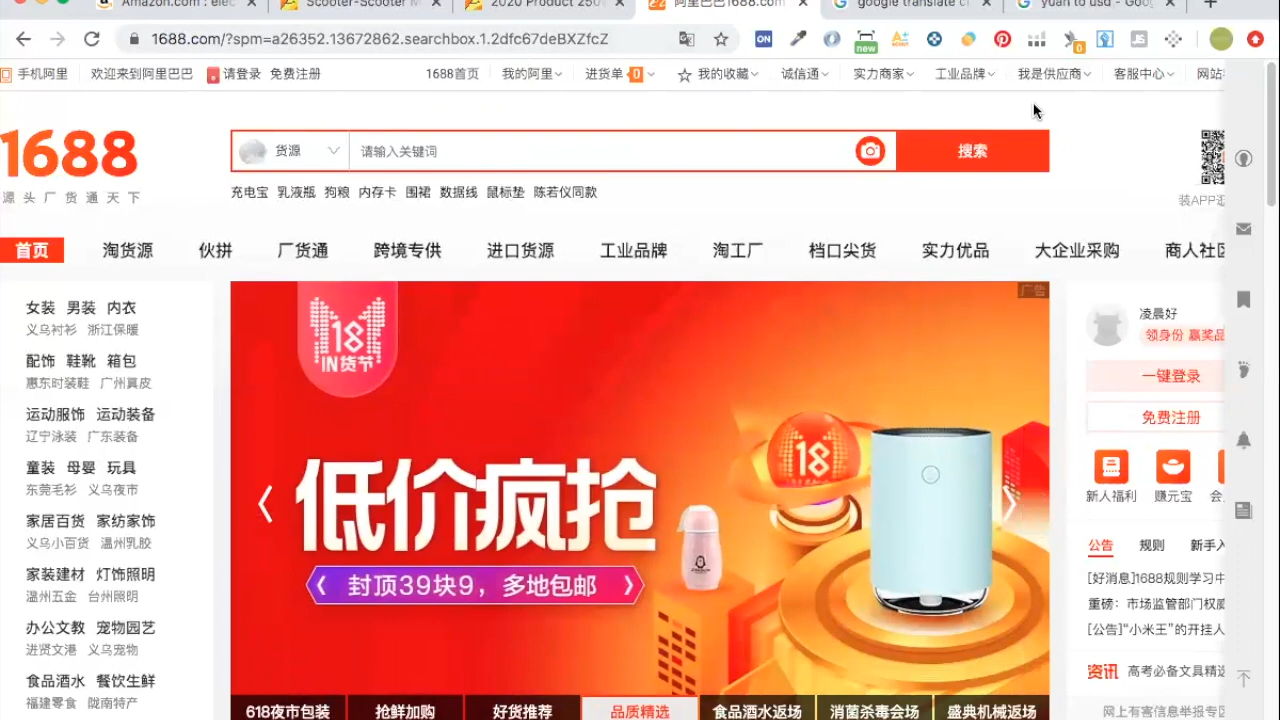 Amazon.com : elec
Scooter-Scooter M
2020 Product 250
阿里巴巴1688.com
google translate c
yuan to usd - Goog
1688.com/?spm=a26352.13672862.searchbox.1.2dfc67deBXZfcZ
ON
new
0
JS
手机阿里 欢迎来到阿里巴巴 请登录 免费注册 1688首页 我的阿里 进货单 0 我的收藏 诚信通 实力商家 工业品牌 我是供应商 客服中心 网站
1688
源头厂货通天下
货源 请输入关键词 搜索
充电宝 乳液瓶 狗粮 内存卡 围裙 数据线 鼠标垫 陈若仪同款
装APP逛
首页 淘货源 伙拼 厂货通 跨境专供 进口货源 工业品牌 淘工厂 档口尖货 实力优品 大企业采购 商人社区
女装 男装 内衣
义乌衬衫 浙江保暖
配饰 鞋靴 箱包
惠东时装鞋 广州真皮
运动服饰 运动装备
辽宁泳装 广东装备
童装 母婴 玩具
东莞毛衫 义乌夜市
家居百货 家纺家饰
义乌小百货 温州乳胶
家装建材 灯饰照明
温州五金 台州照明
办公文教 宠物园艺
进贤文港 义乌宠物
食品酒水 餐饮生鲜
福建零食 陇南特产
广告
18
IN货节
18
低价疯抢
封顶39块9，多地包邮
618夜市包装 抢鲜加购 好货推荐 品质精选 食品酒水返场 消菌杀毒会场 盛典机械返场
凌晨好
领身份 赢奖品
一键登录
免费注册
新人福利 赚元宝 会
公告 规则 新手入
[好消息]1688规则学习中
重磅：市场监管部门权威
[公告]“小米王”的开挂人
资讯 高考必备文具精选
网上有害信息举报专区